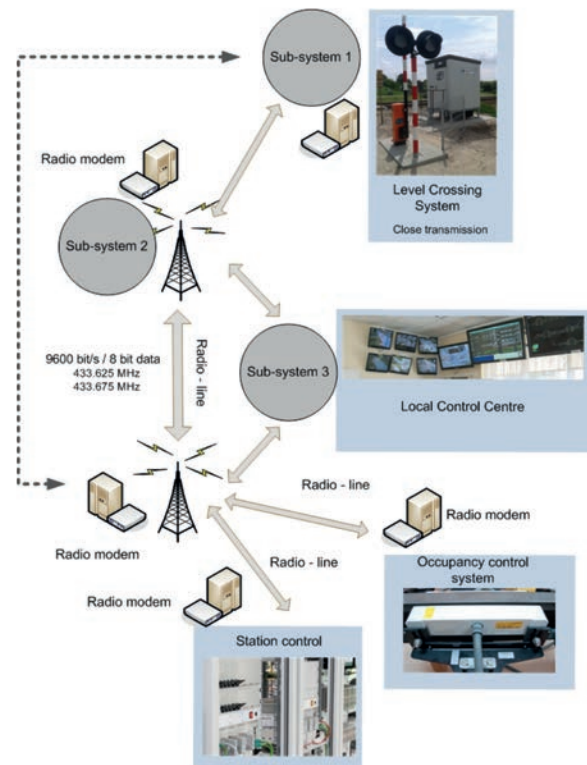 Sub-system 1
Radio modem
Level Crossing
System
Close transmission
Sub-system 2
9600 bit/s / 8 bit data
433.625 MHz
433.675 MHz
Radio - line
Sub-system 3
Local Control Centre
Radio - line
Radio modem
Radio modem
Radio - line
Occupancy control
system
Radio modem
Station control